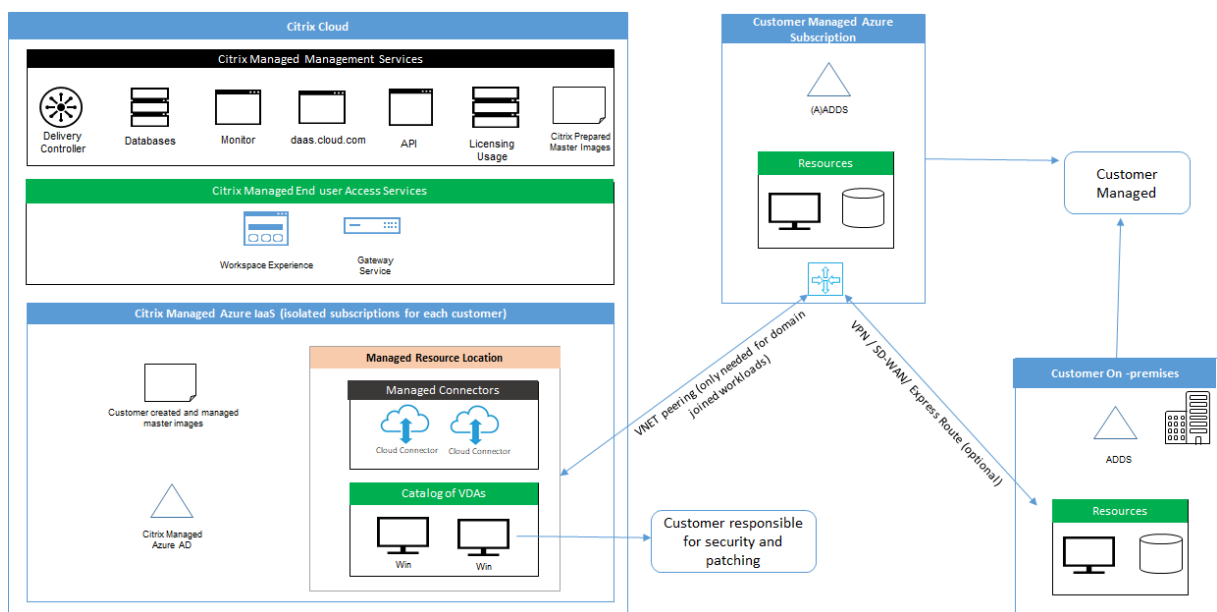 Citrix Cloud
Citrix Managed Management Services
Delivery
Controller
Databases
Monitor
daas.cloud.com
API
Licensing
Usage
Citrix Prepared
Master Images
Citrix Managed End user Access Services
Workspace Experience
Gateway
Service
Citrix Managed Azure IaaS (isolated subscriptions for each customer)
Customer created and managed
master images
Citrix Managed
Azure AD
Managed Resource Location
Managed Connectors
Cloud Connector
Cloud Connector
Catalog of VDAs
Win
Win
Customer responsible
for security and
patching
VNET peering (only needed for domain
joined workloads)
Customer Managed Azure
Subscription
(A)ADDS
Resources
VPN / SD-WAN/ Express Route (optional)
Customer
Managed
Customer On -premises
ADDS
Resources